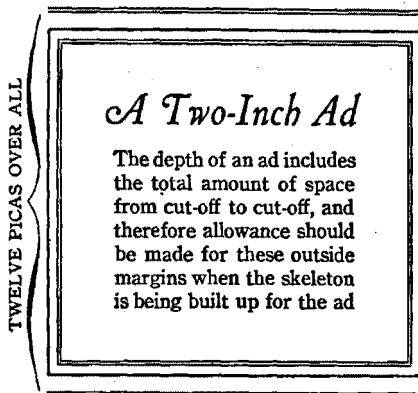 TWELVE PICAS OVER ALL
A Two-Inch Ad
The depth of an ad includes
the total amount of space
from cut-off to cut-off, and
therefore allowance should
be made for these outside
margins when the skeleton
is being built up for the ad